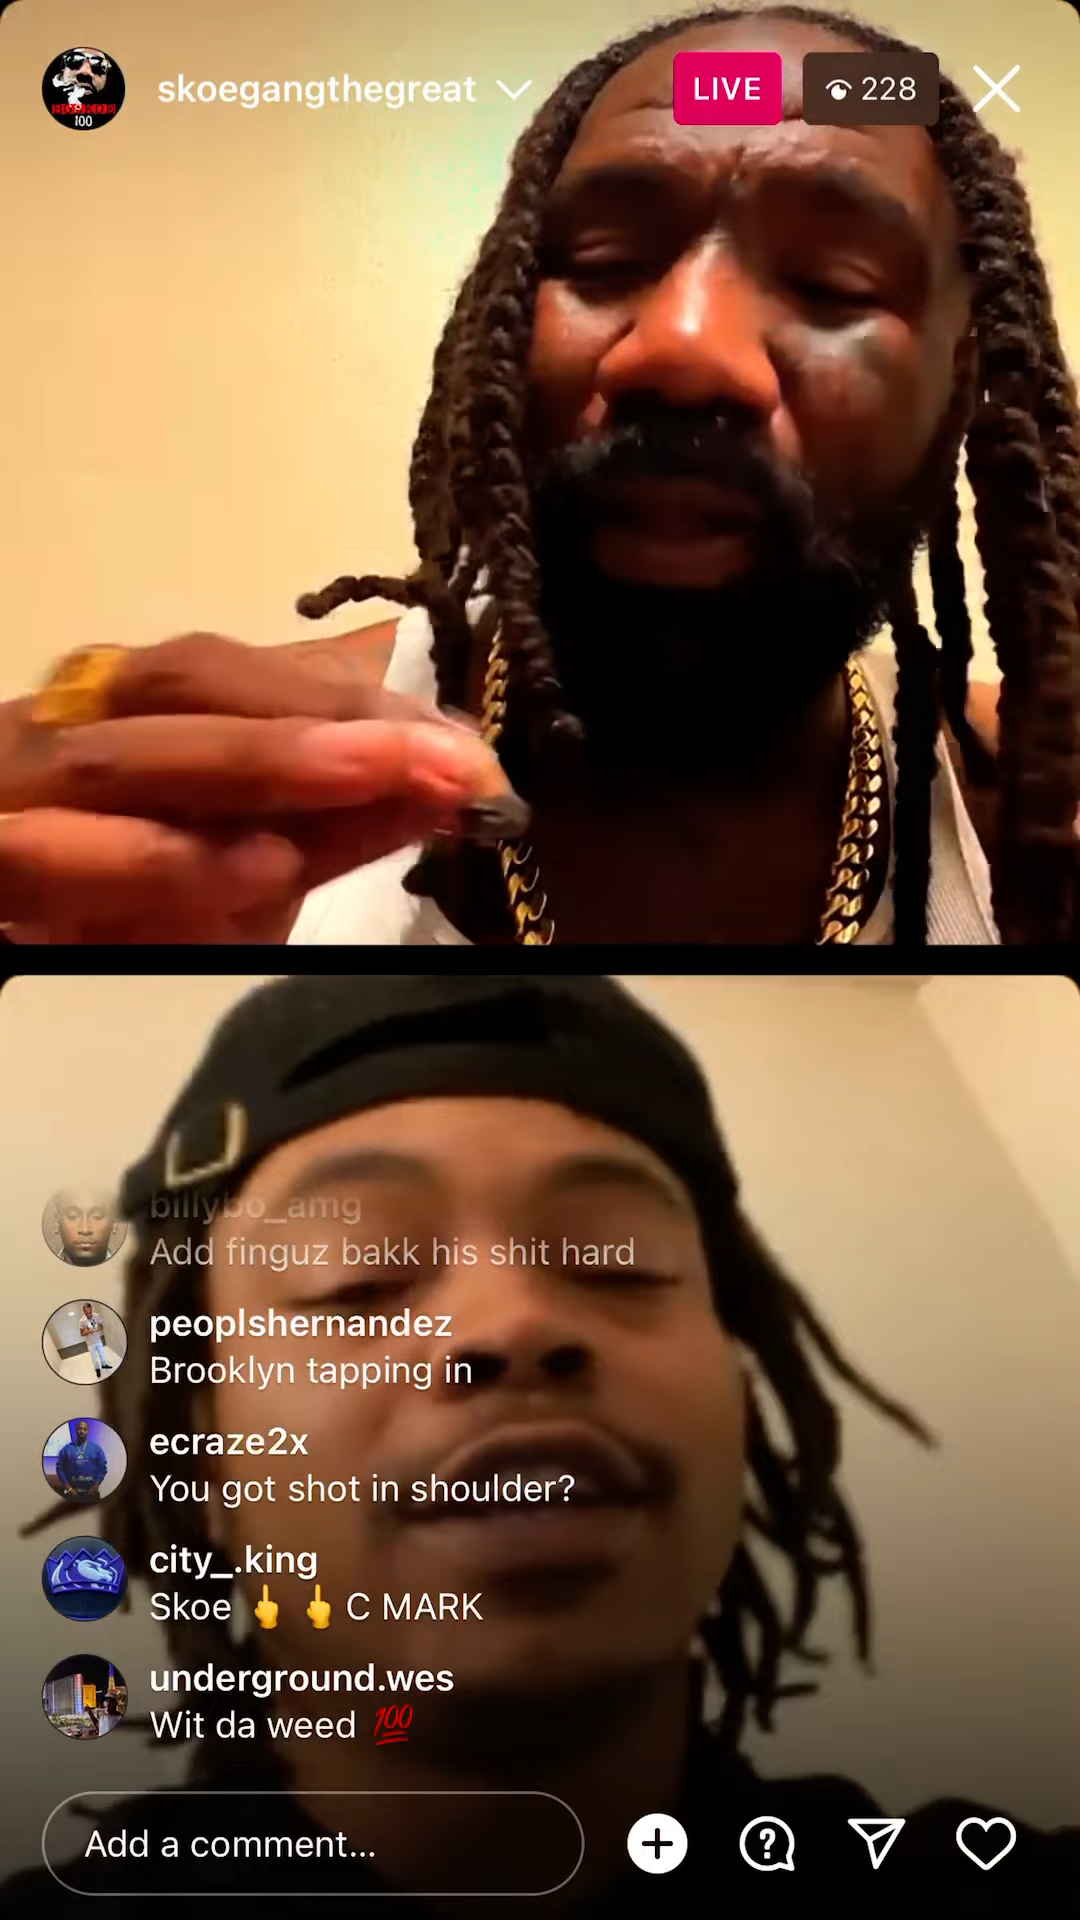 skoegangthegreat
LIVE
228
100
billybo_amg
Add finguz bakk his shit hard
peoplshernandez
Brooklyn tapping in
ecraze2x
You got shot in shoulder?
city_.king
Skoe 🖕 🖕 C MARK
underground.wes
Wit da weed 💯
Add a comment...